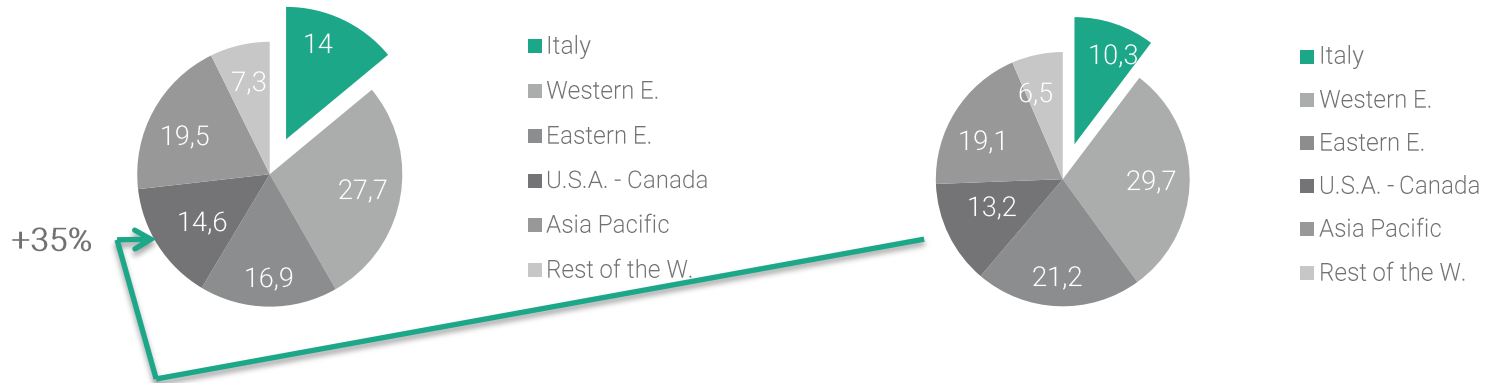 14
27,7
16,9
14,6
19,5
7,3
+35%
Italy
Western E.
Eastern E.
U.S.A. - Canada
Asia Pacific
Rest of the W.
10,3
29,7
21,2
13,2
19,1
6,5
Italy
Western E.
Eastern E.
U.S.A. - Canada
Asia Pacific
Rest of the W.